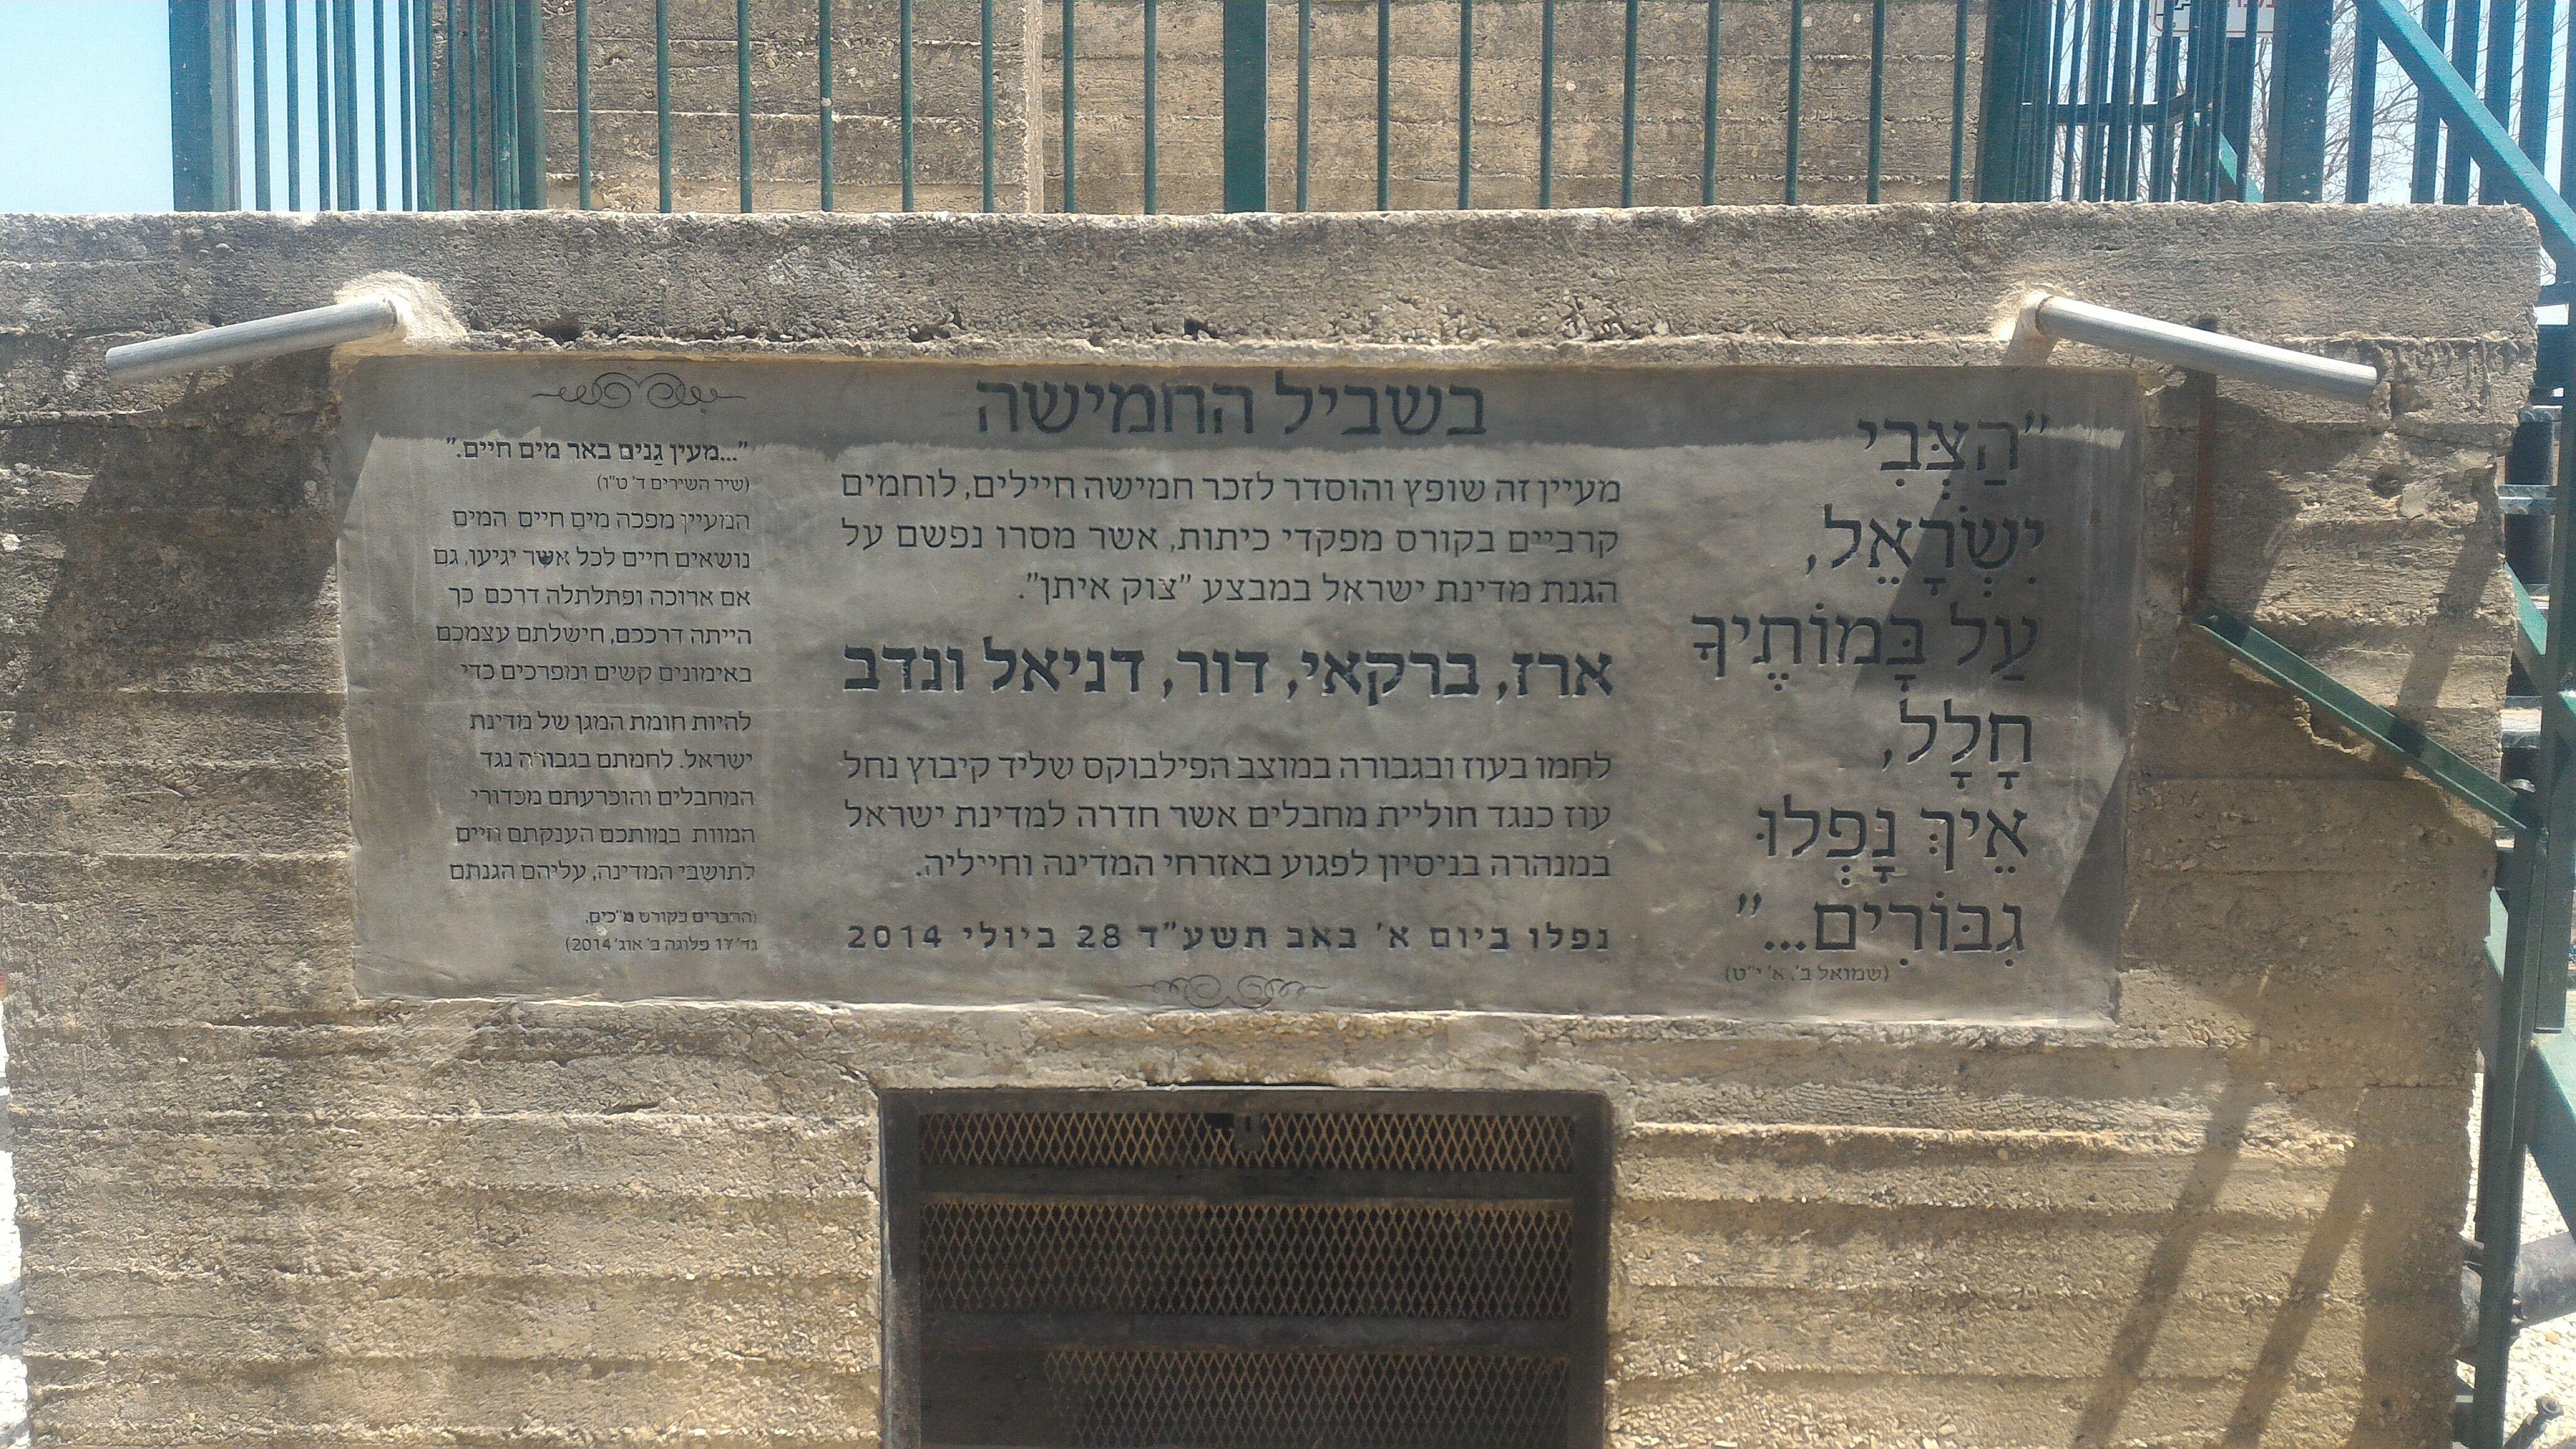 "הַצְּבִי
יִשְׂרָאֵל,
עַל בָּמוֹתֶיךָ
חָלָל,
אֵיךְ נָפְלוּ
גִבּוֹרִים..."
(שמואל ב', א' י"ט)
בשביל החמישה
מעיין זה שופץ והוסדר לזכר חמישה חיילים, לוחמים
קרביים בקורס מפקדי כיתות, אשר מסרו נפשם על
הגנת מדינת ישראל במבצע "צוק איתן".
ארז, ברקאי, דור, דניאל ונדב
לחמו בעוז ובגבורה במוצב הפילבוקס שליד קיבוץ נחל
עוז כנגד חוליית מחבלים אשר חדרה למדינת ישראל
במנהרה בניסיון לפגוע באזרחי המדינה וחייליה.
נפלו ביום א' באב תשע"ד 28 ביולי 2014
"...מעין גַנים באר מים חיים."
(שיר השירים ד' ט"ו)
המעיין מפכה מים חיים המים
נושאים חיים לכל אשר יגיעו, גם
אם ארוכה ופתלתלה דרכם כך
הייתה דרככם, חישלתם עצמכם
באימונים קשים ומפרכים כדי
להיות חומת המגן של מדינת
ישראל. לחמתם בגבורה נגד
המחבלים והוכרעתם מכדורי
המוות במותכם הענקתם חיים
לתושבי המדינה, עליהם הגנתם
(הדברים בקורס מ"כים,
גד' 17 פלוגה ב' אוג' 2014)